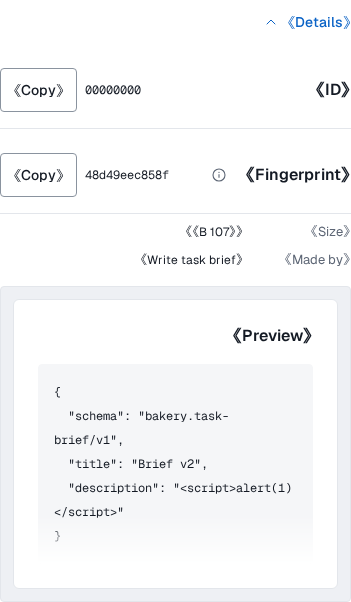 《Details》
《ID》
00000000
《Copy》
《Fingerprint》
48d49eec858f
《Copy》
《Size》
《《B 107》》
《Made by》
《Write task brief》
《Preview》
{
"schema": "bakery.task-
brief/v1",
"title": "Brief v2",
"description": "<script>alert(1)
</script>"
}